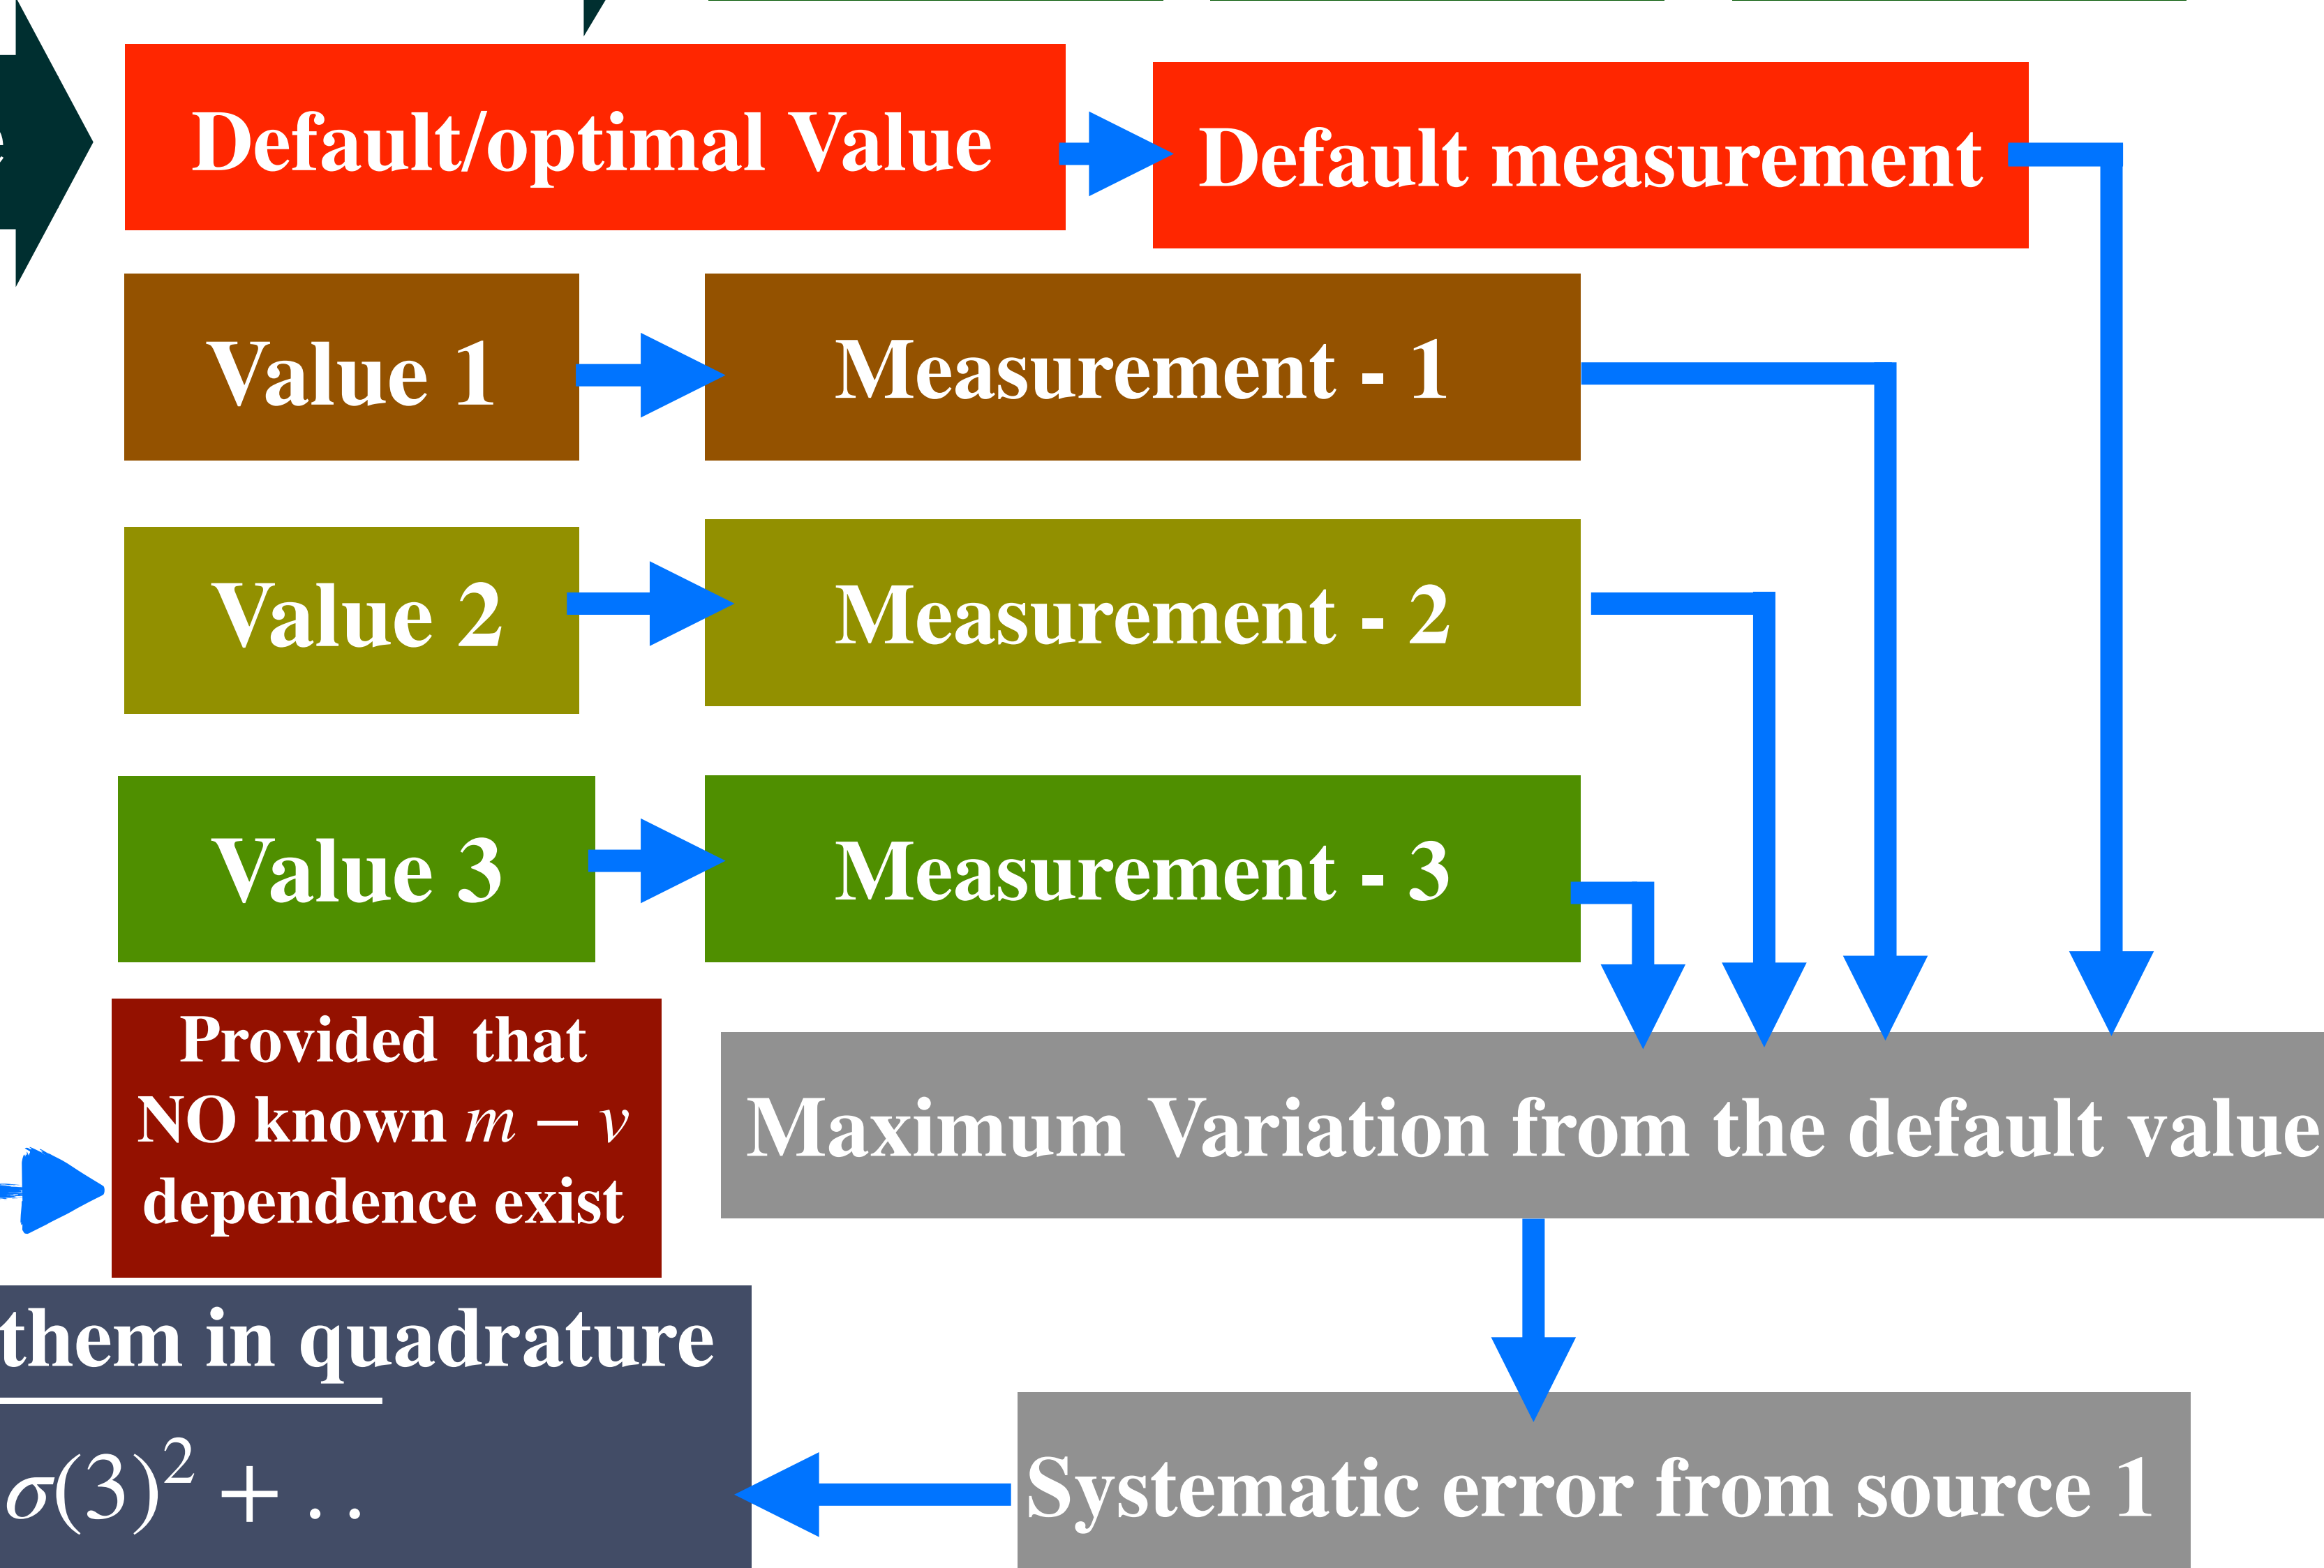 Default/optimal Value
Default measurement
Value 1
Measurement - 1
Value 2
Measurement - 2
Value 3
Measurement - 3
Provided that
NO known m − γ
dependence exist
Maximum Variation from the default value
them in quadrature
σ(3)² + . .
Systematic error from source 1